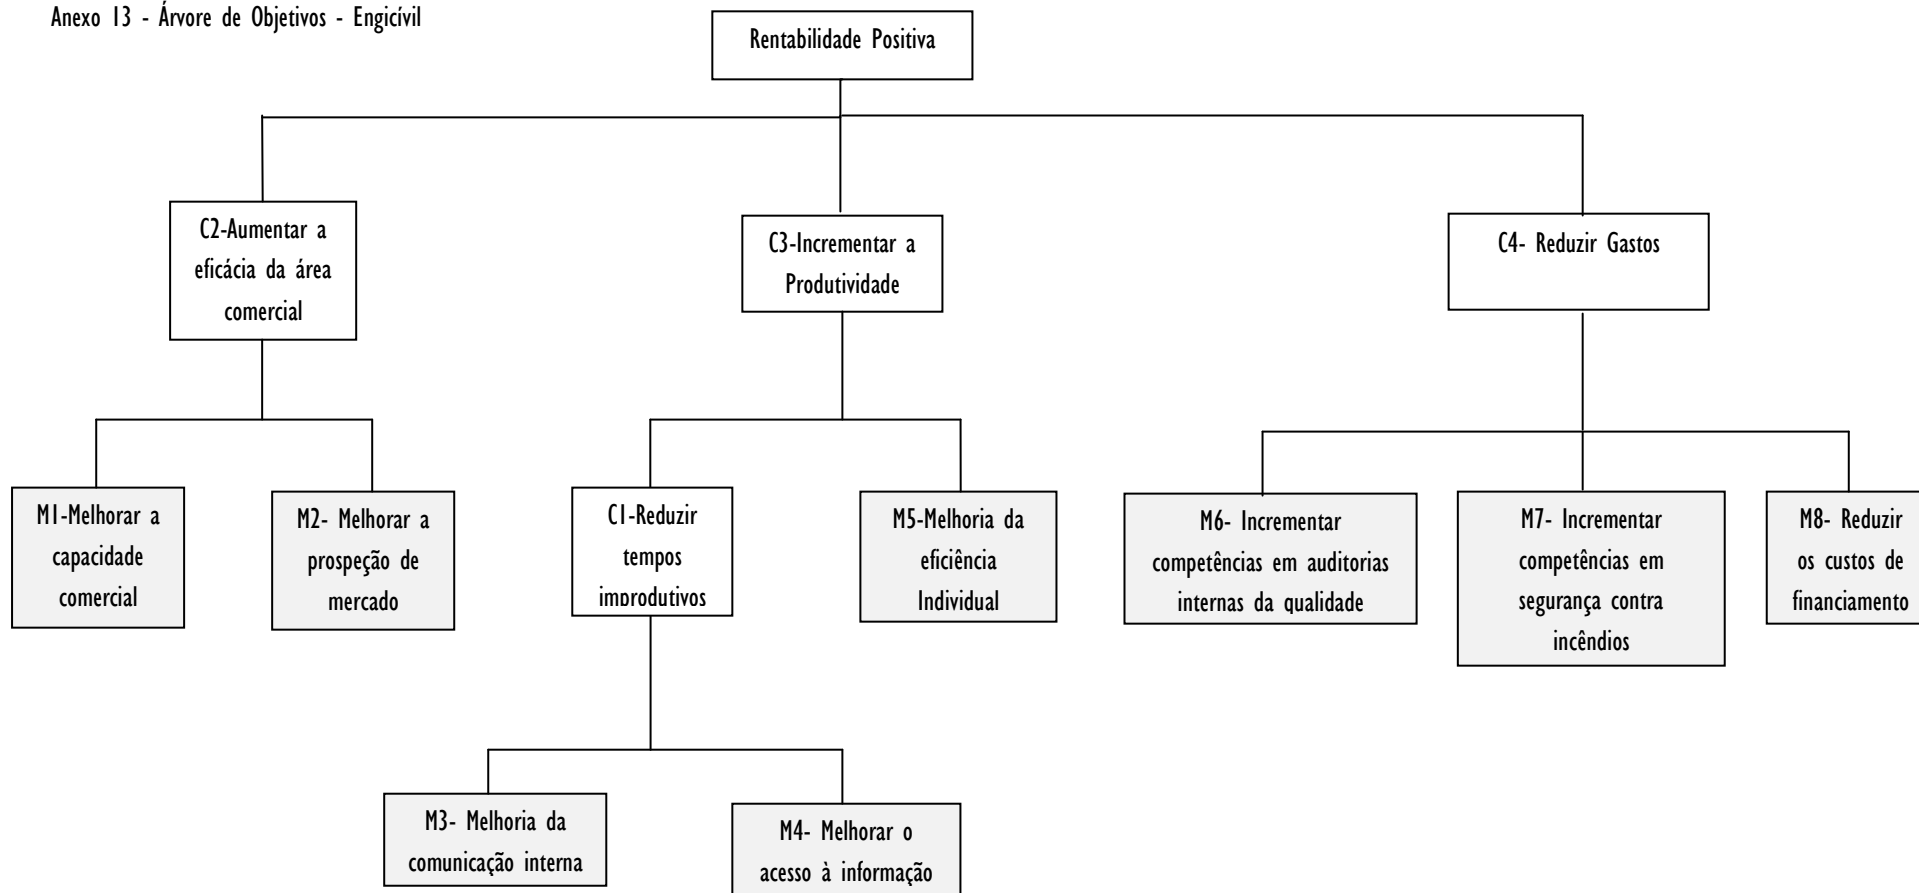 Anexo 13 - Árvore de Objetivos - Engicívil
Rentabilidade Positiva
C2-Aumentar a
eficácia da área
comercial
C3-Incrementar a
Produtividade
C4- Reduzir Gastos
M1-Melhorar a
capacidade
comercial
M2- Melhorar a
prospeção de
mercado
C1-Reduzir
tempos
improdutivos
M5-Melhoria da
eficiência
Individual
M6- Incrementar
competências em auditorias
internas da qualidade
M7- Incrementar
competências em
segurança contra
incêndios
M8- Reduzir
os custos de
financiamento
M3- Melhoria da
comunicação interna
M4- Melhorar o
acesso à informação